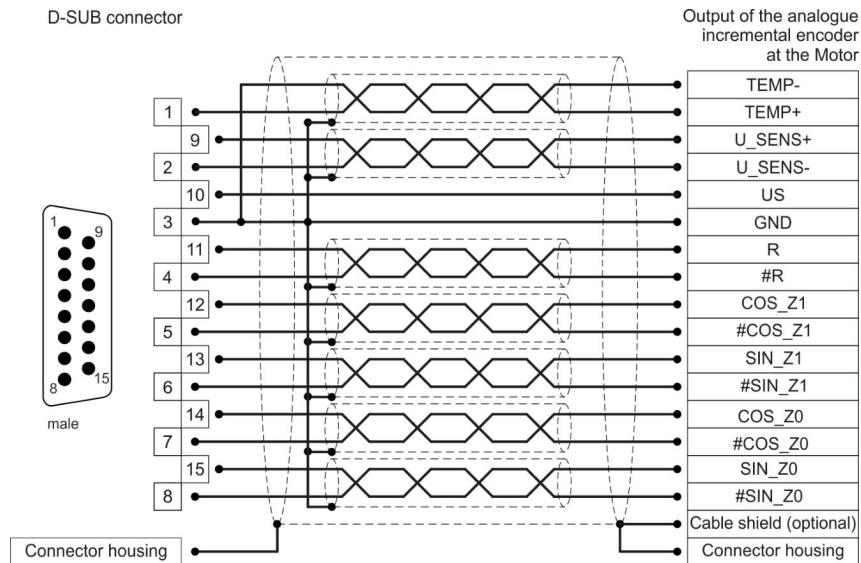 D-SUB connector
Output of the analogue
incremental encoder
at the Motor
TEMP-
1
TEMP+
9
U_SENS+
2
U_SENS-
10
US
3
GND
11
R
4
#R
12
COS_Z1
5
#COS_Z1
13
SIN_Z1
6
#SIN_Z1
14
COS_Z0
7
#COS_Z0
15
SIN_Z0
8
#SIN_Z0
Cable shield (optional)
Connector housing
Connector housing
1
9
8
15
male